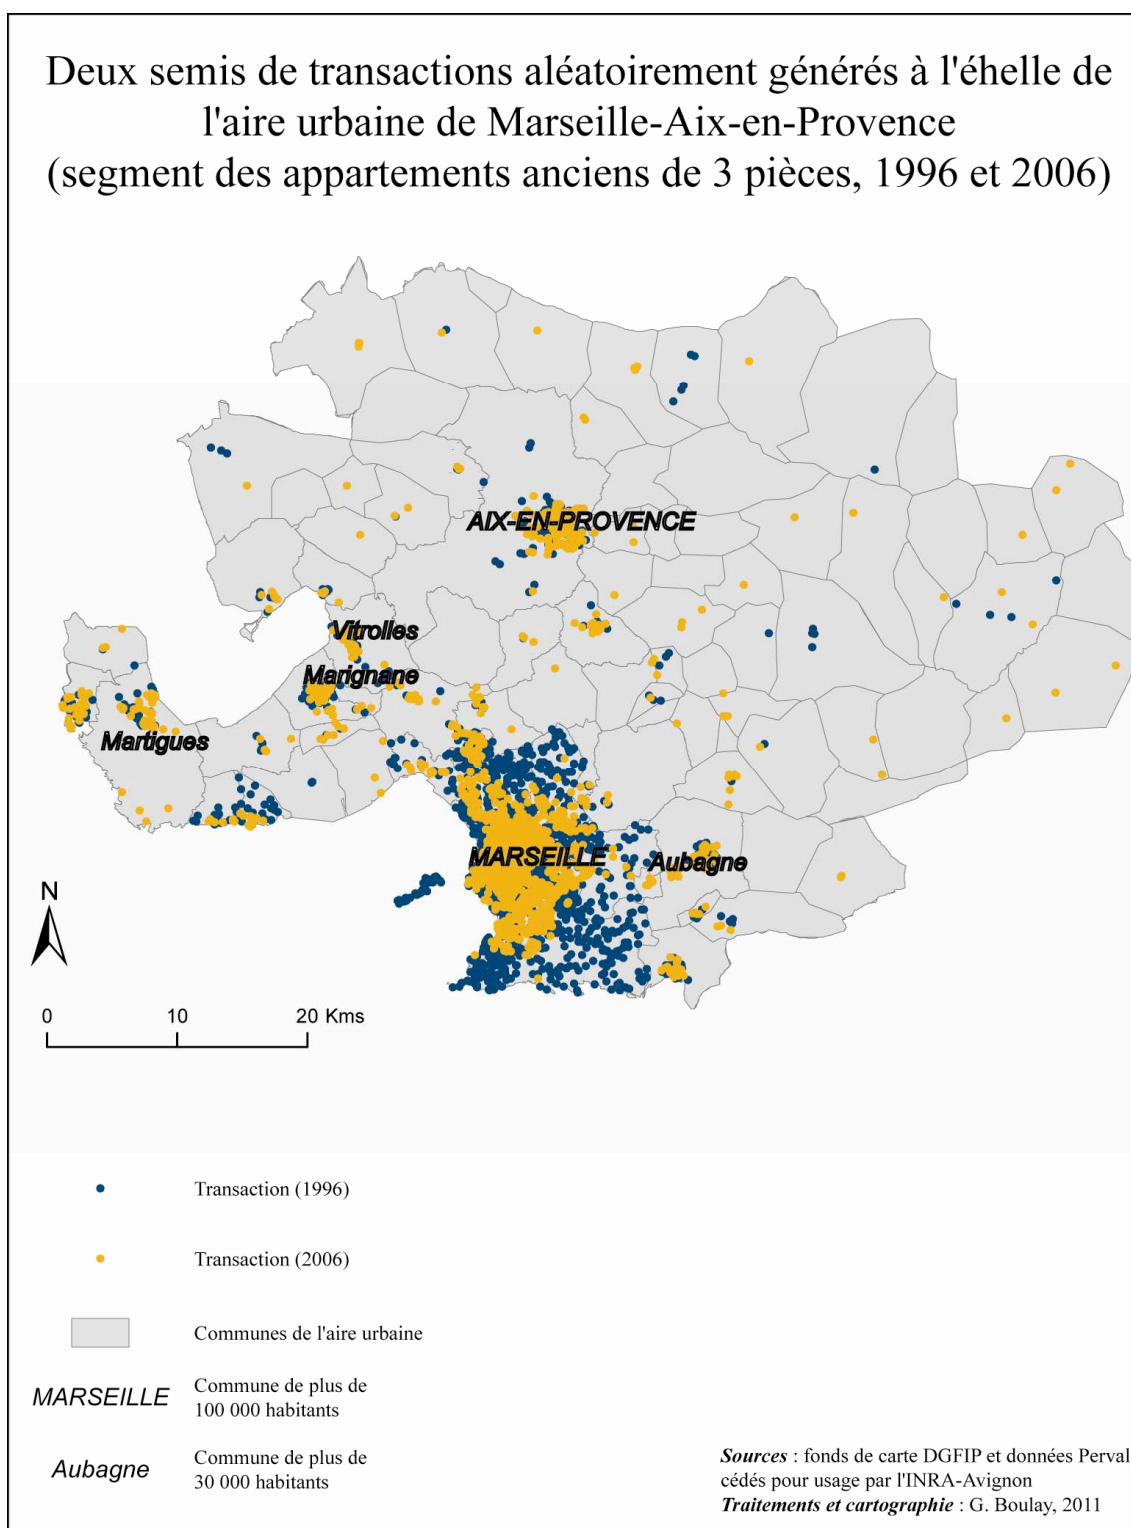 Deux semis de transactions aléatoirement générés à l'éhelle de
l'aire urbaine de Marseille-Aix-en-Provence
(segment des appartements anciens de 3 pièces, 1996 et 2006)
AIX-EN-PROVENCE
Vitrolles
Marignane
Martigues
MARSEILLE
Aubagne
N
0 10 20 Kms
Transaction (1996)
Transaction (2006)
Communes de l'aire urbaine
MARSEILLE
Commune de plus de
100 000 habitants
Aubagne
Commune de plus de
30 000 habitants
Sources : fonds de carte DGFIP et données Perval
cédés pour usage par l'INRA-Avignon
Traitements et cartographie : G. Boulay, 2011